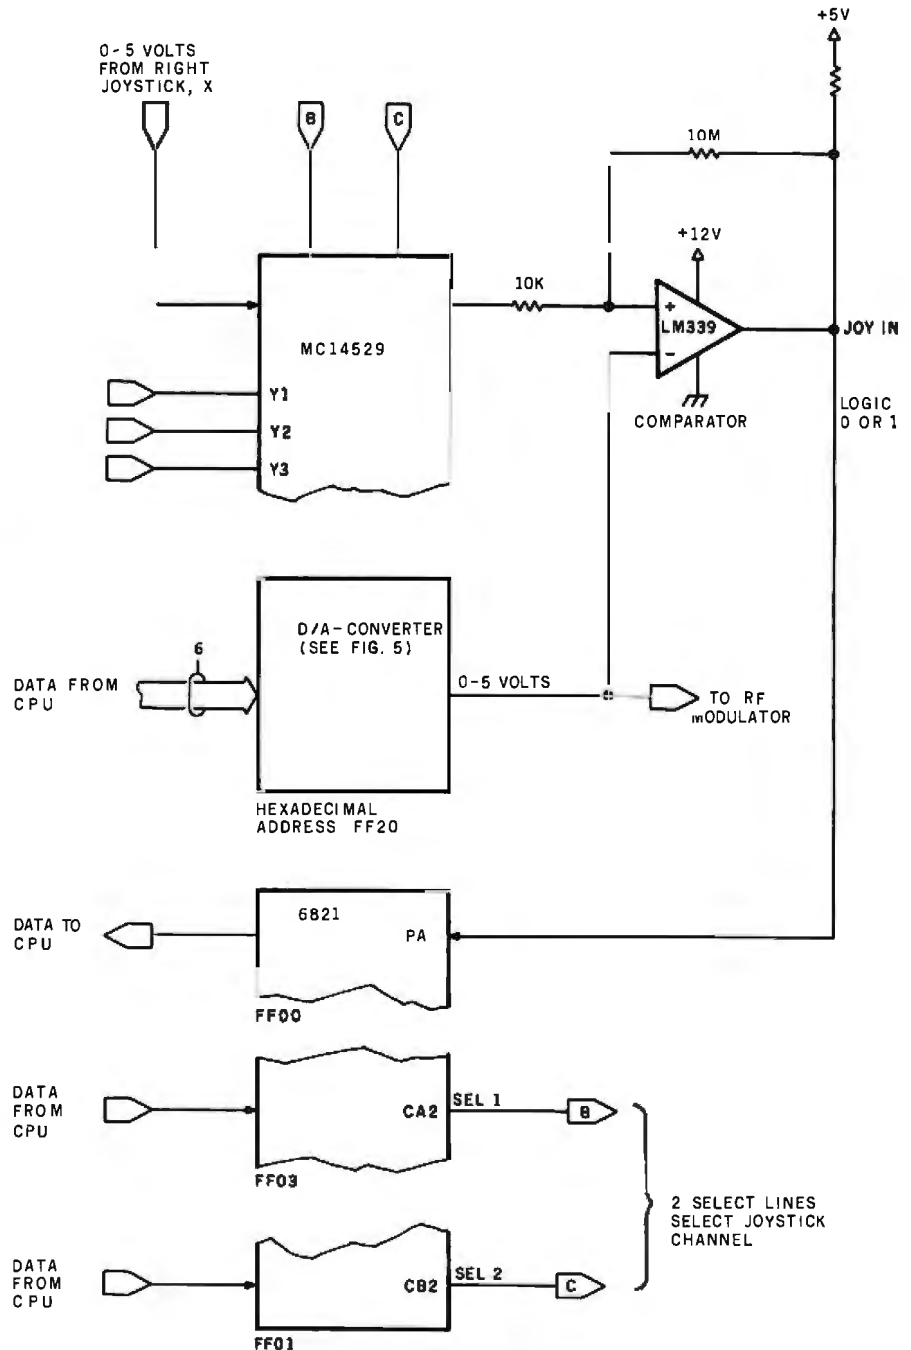 +5V
0-5 VOLTS
FROM RIGHT
JOYSTICK, X
B
C
10M
+12V
10K
+
LM339
-
JOY IN
MC14529
COMPARATOR
LOGIC
0 OR 1
Y1
Y2
Y3
D/A-CONVERTER
(SEE FIG. 5)
6
DATA FROM
CPU
0-5 VOLTS
TO RF
MODULATOR
HEXADECIMAL
ADDRESS FF20
6821
DATA TO
CPU
PA
FF00
DATA
FROM
CPU
CA2
SEL 1
B
FF03
2 SELECT LINES
SELECT JOYSTICK
CHANNEL
DATA
FROM
CPU
CB2
SEL 2
C
FF01